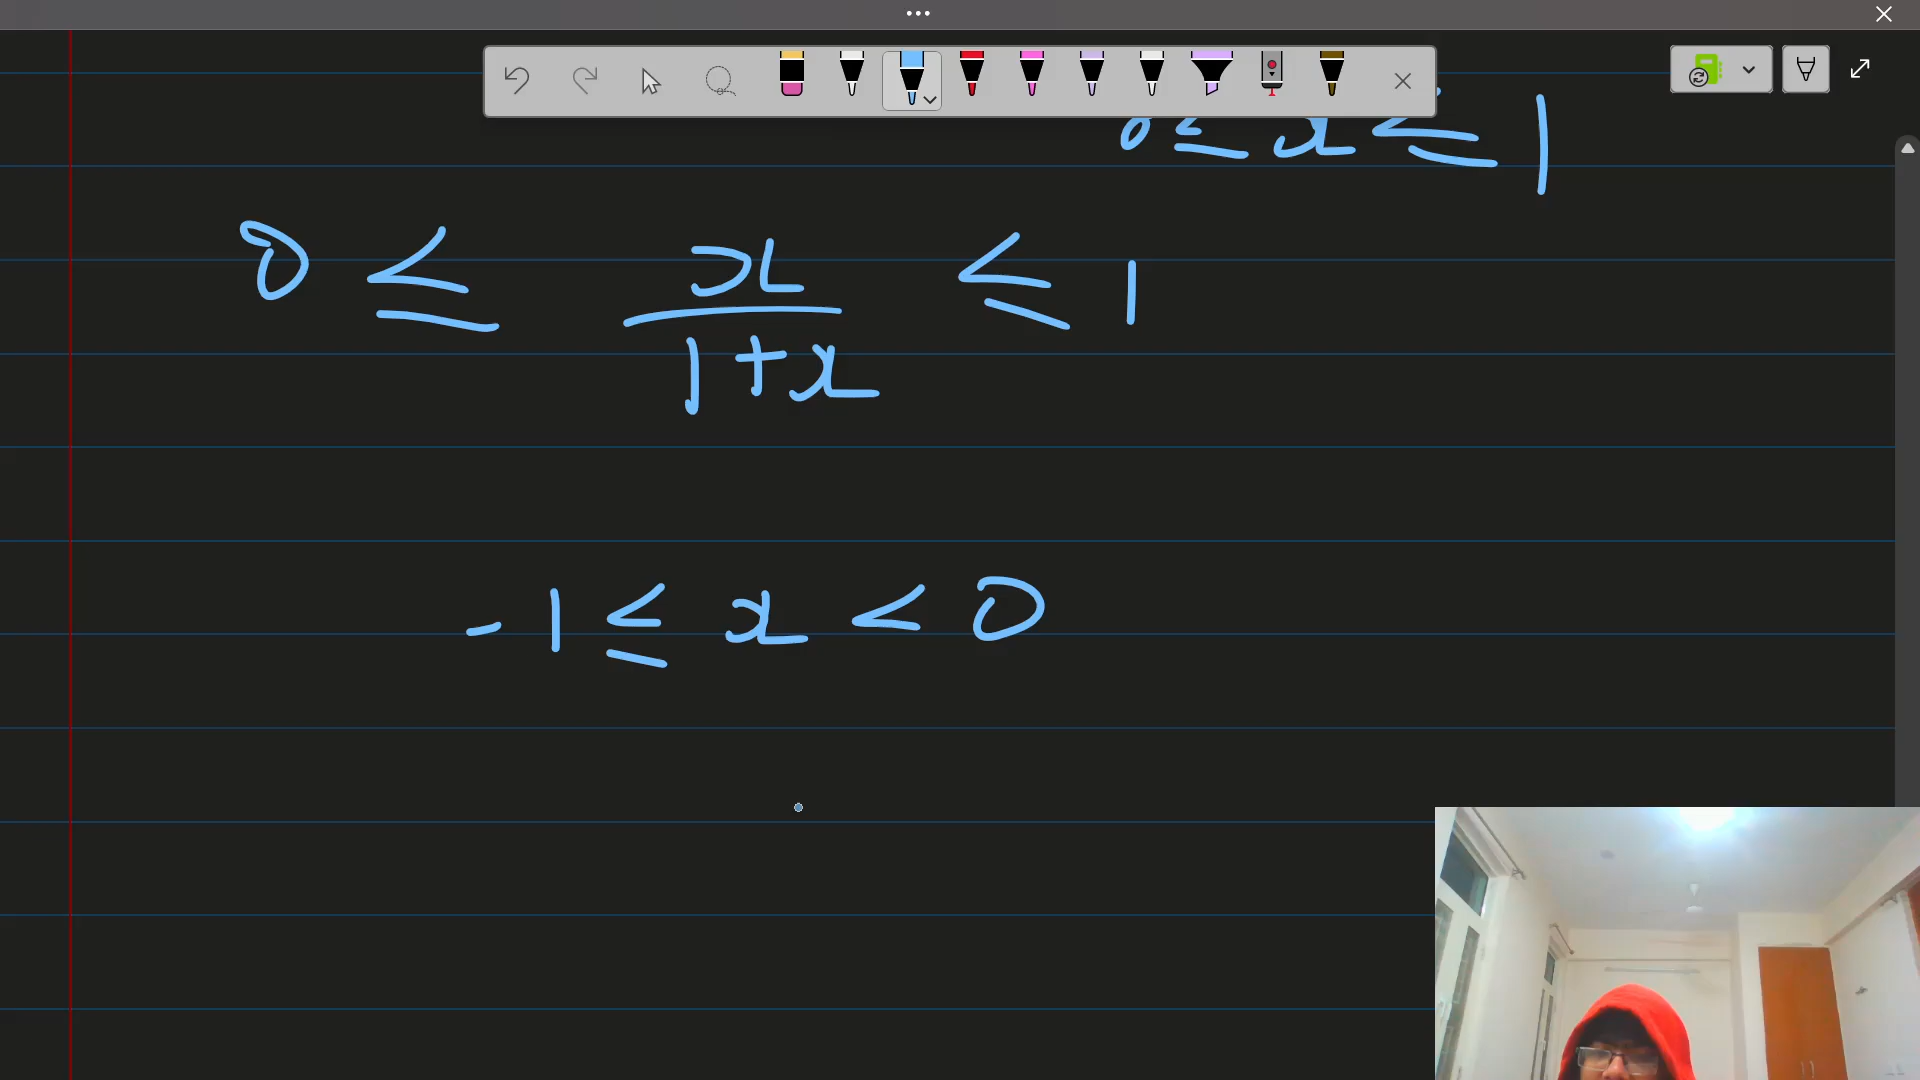 0 ≤ x ≤ 1
0 ≤ x/(1+x) ≤ 1
-1 ≤ x < 0